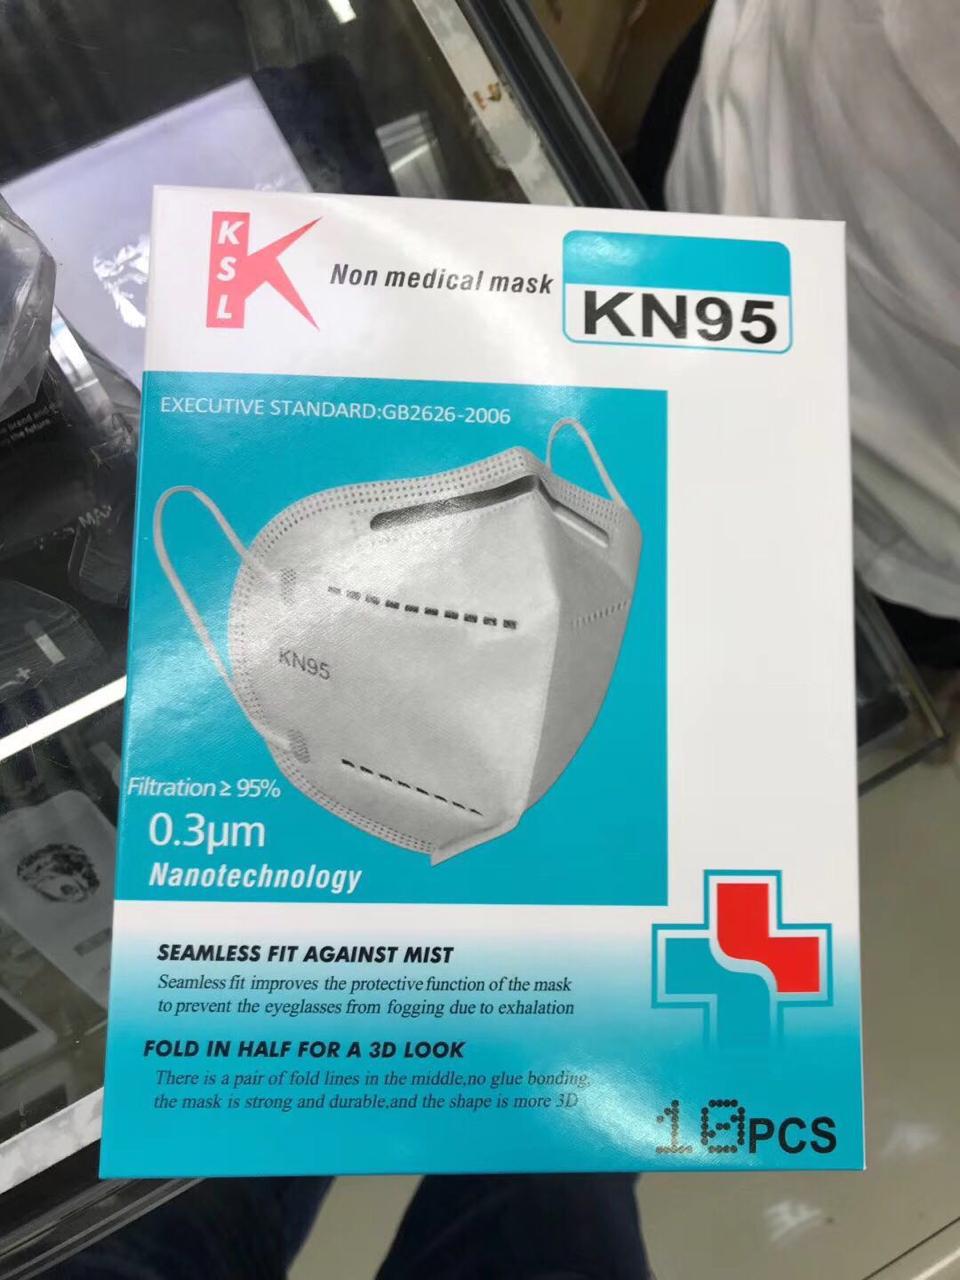 KSL
Non medical mask
KN95
EXECUTIVE STANDARD:GB2626-2006
KN95
Filtration ≥ 95%
0.3μm
Nanotechnology
SEAMLESS FIT AGAINST MIST
Seamless fit improves the protective function of the mask
to prevent the eyeglasses from fogging due to exhalation
FOLD IN HALF FOR A 3D LOOK
There is a pair of fold lines in the middle,no glue bonding,
the mask is strong and durable,and the shape is more 3D
10PCS
MAX